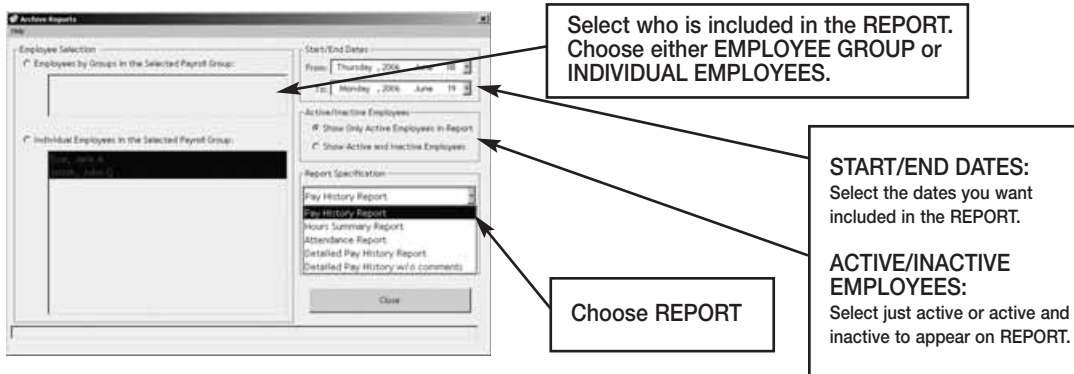 Archive Reports
Help
Employee Selection
Employees by Groups in the Selected Payroll Group:
Individual Employees in the Selected Payroll Group:
Start/End Dates
From: Thursday , 2006 June
To: Monday , 2006 June 19
Active/Inactive Employees
Show Only Active Employees in Report
Show Active and Inactive Employees
Report Specification
Pay History Report
Pay History Report
Hours Summary Report
Attendance Report
Detailed Pay History Report
Detailed Pay History w/o comments
Close
Select who is included in the REPORT.
Choose either EMPLOYEE GROUP or
INDIVIDUAL EMPLOYEES.
START/END DATES:
Select the dates you want
included in the REPORT.
ACTIVE/INACTIVE
EMPLOYEES:
Select just active or active and
inactive to appear on REPORT.
Choose REPORT